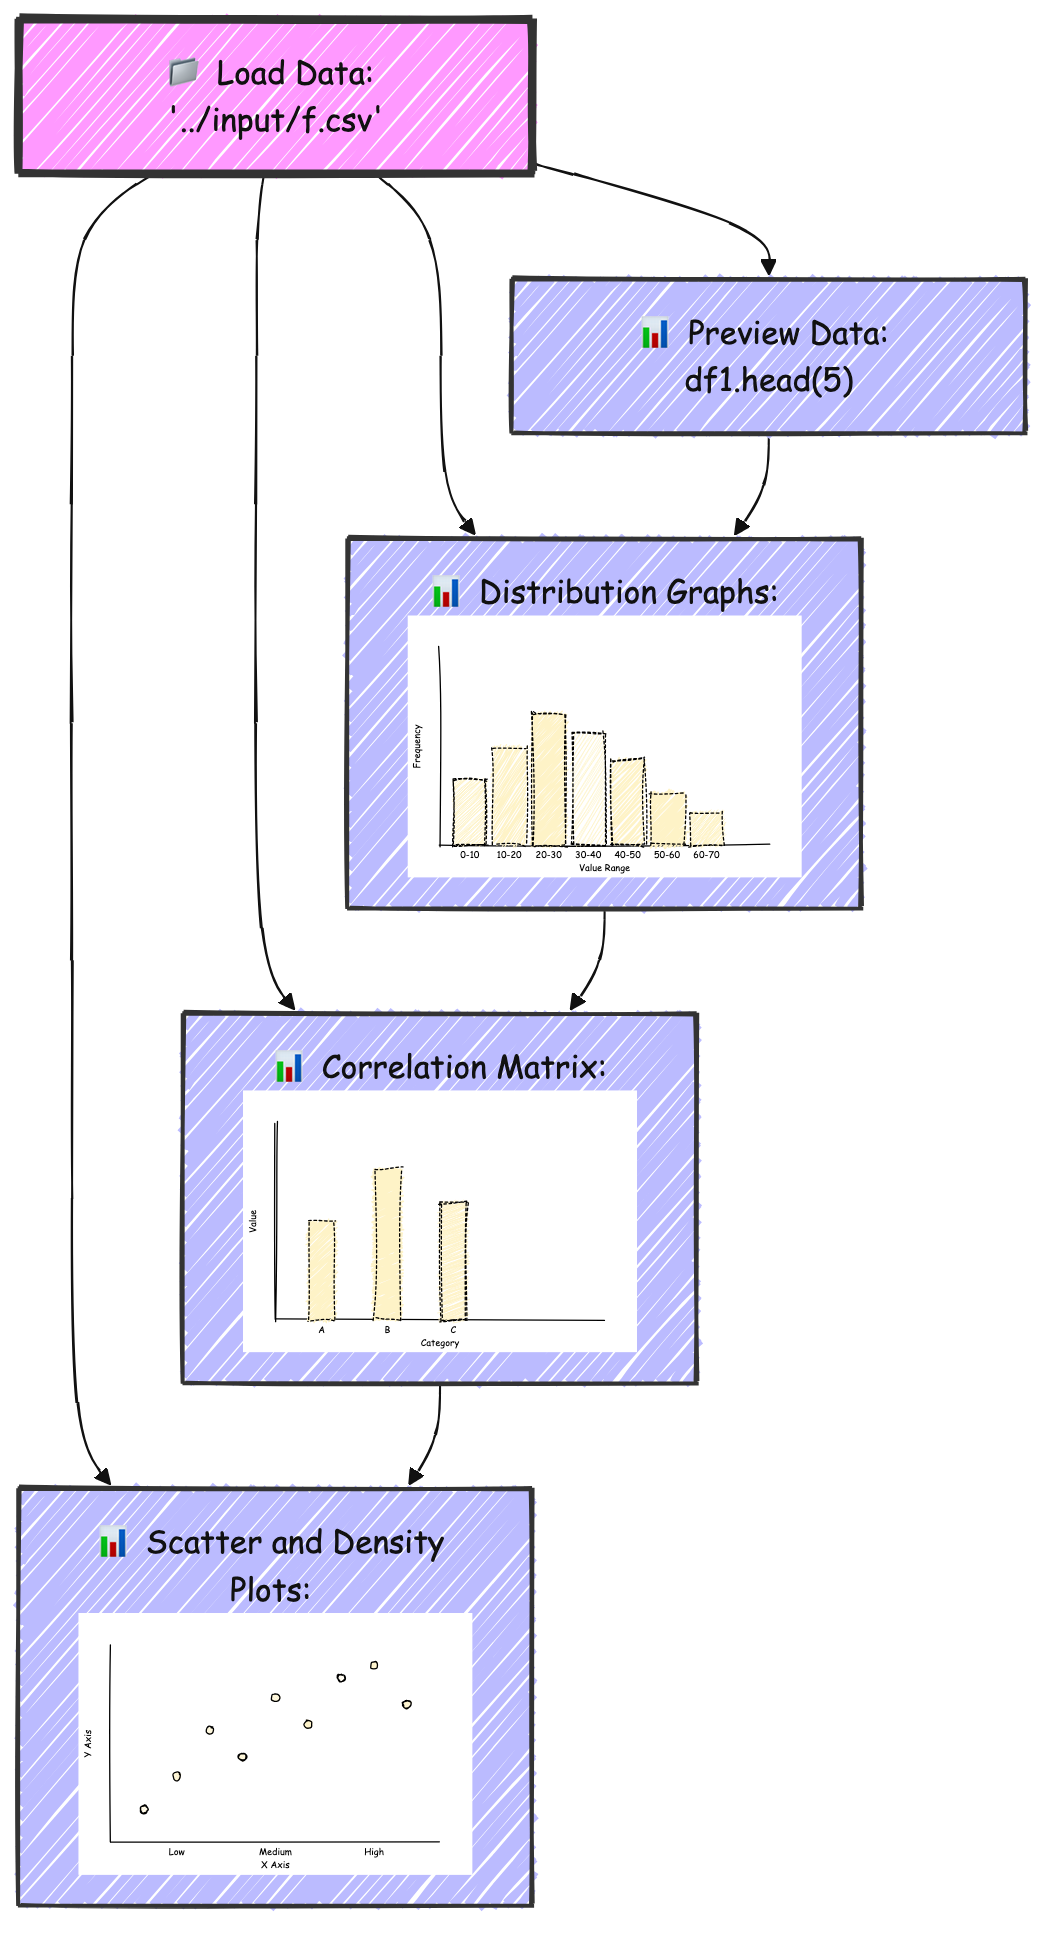 Load Data:
'../input/f.csv'
Preview Data:
df1.head(5)
Distribution Graphs:
Frequency
0-10 10-20 20-30 30-40 40-50 50-60 60-70
Value Range
Correlation Matrix:
Value
A B C
Category
Scatter and Density
Plots:
Y Axis
Low Medium High
X Axis